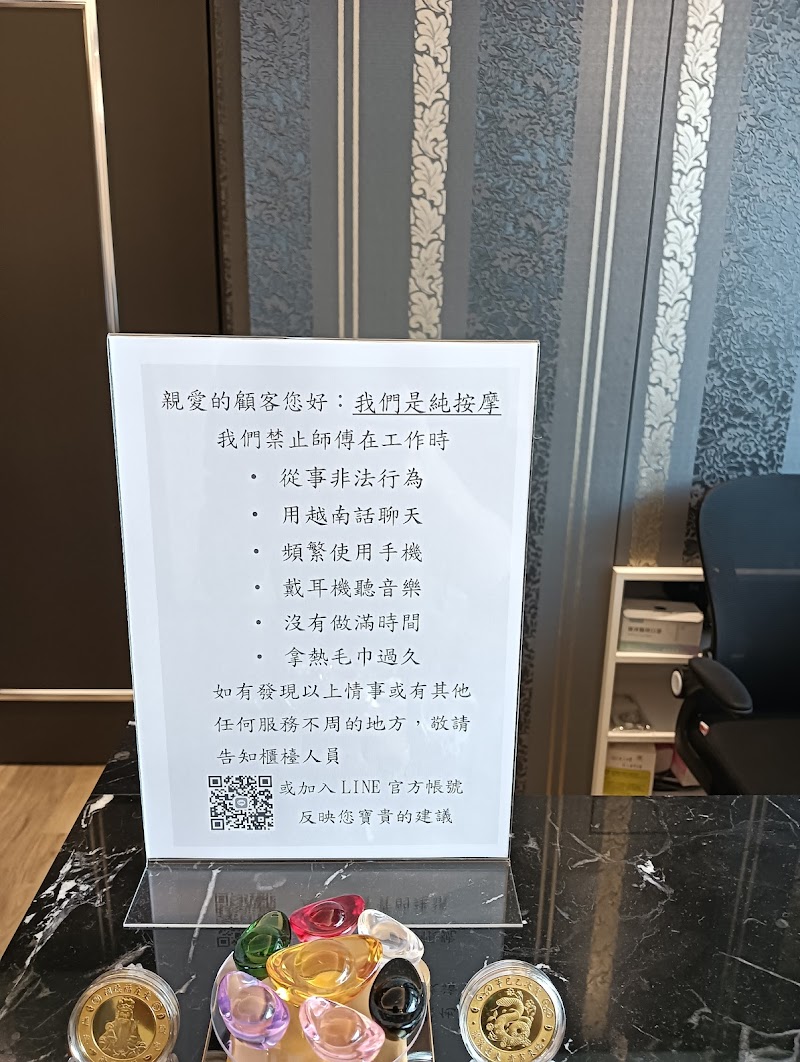 親愛的顧客您好：我們是純按摩
我們禁止師傅在工作時
• 從事非法行為
• 用越南話聊天
• 頻繁使用手機
• 戴耳機聽音樂
• 沒有做滿時間
• 拿熱毛巾過久
如有發現以上情事或有其他
任何服務不周的地方，敬請
告知櫃檯人員
或加入 LINE 官方帳號
反映您寶貴的建議